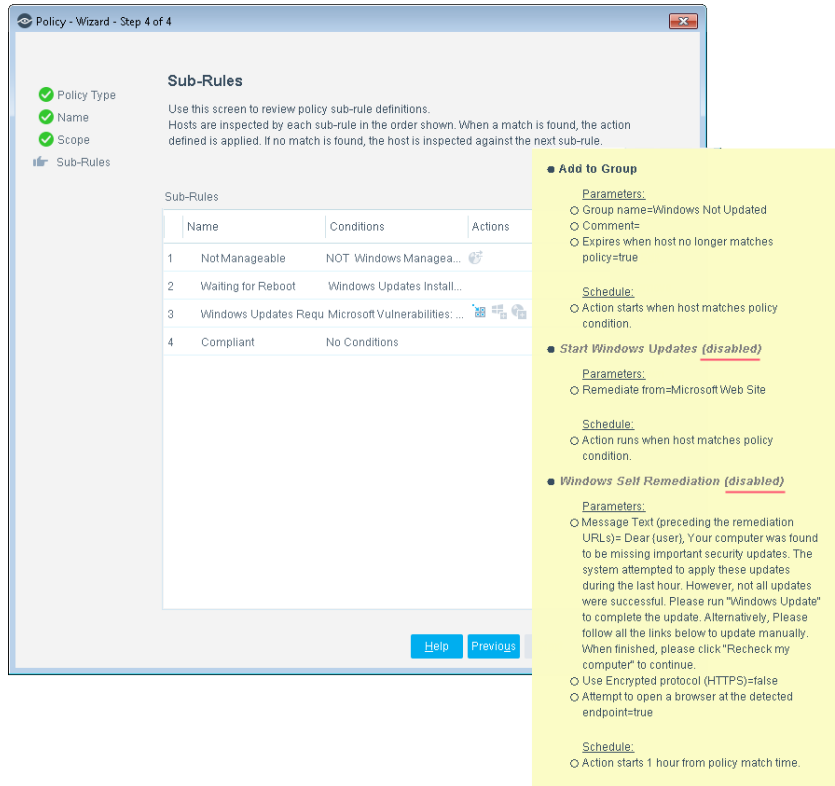 Policy - Wizard - Step 4 of 4
Policy Type
Name
Scope
Sub-Rules
Sub-Rules
Use this screen to review policy sub-rule definitions.
Hosts are inspected by each sub-rule in the order shown. When a match is found, the action
defined is applied. If no match is found, the host is inspected against the next sub-rule.
Sub-Rules
Name Conditions Actions
1 Not Manageable NOT Windows Managea...
2 Waiting for Reboot Windows Updates Install...
3 Windows Updates Requ Microsoft Vulnerabilities: ...
4 Compliant No Conditions
Help Previous
Add to Group
Parameters:
Group name=Windows Not Updated
Comment=
Expires when host no longer matches
policy=true
Schedule:
Action starts when host matches policy
condition.
Start Windows Updates (disabled)
Parameters:
Remediate from=Microsoft Web Site
Schedule:
Action runs when host matches policy
condition.
Windows Self Remediation (disabled)
Parameters:
Message Text (preceding the remediation
URLs)= Dear {user}, Your computer was found
to be missing important security updates. The
system attempted to apply these updates
during the last hour. However, not all updates
were successful. Please run "Windows Update"
to complete the update. Alternatively, Please
follow all the links below to update manually.
When finished, please click "Recheck my
computer" to continue.
Use Encrypted protocol (HTTPS)=false
Attempt to open a browser at the detected
endpoint=true
Schedule:
Action starts 1 hour from policy match time.